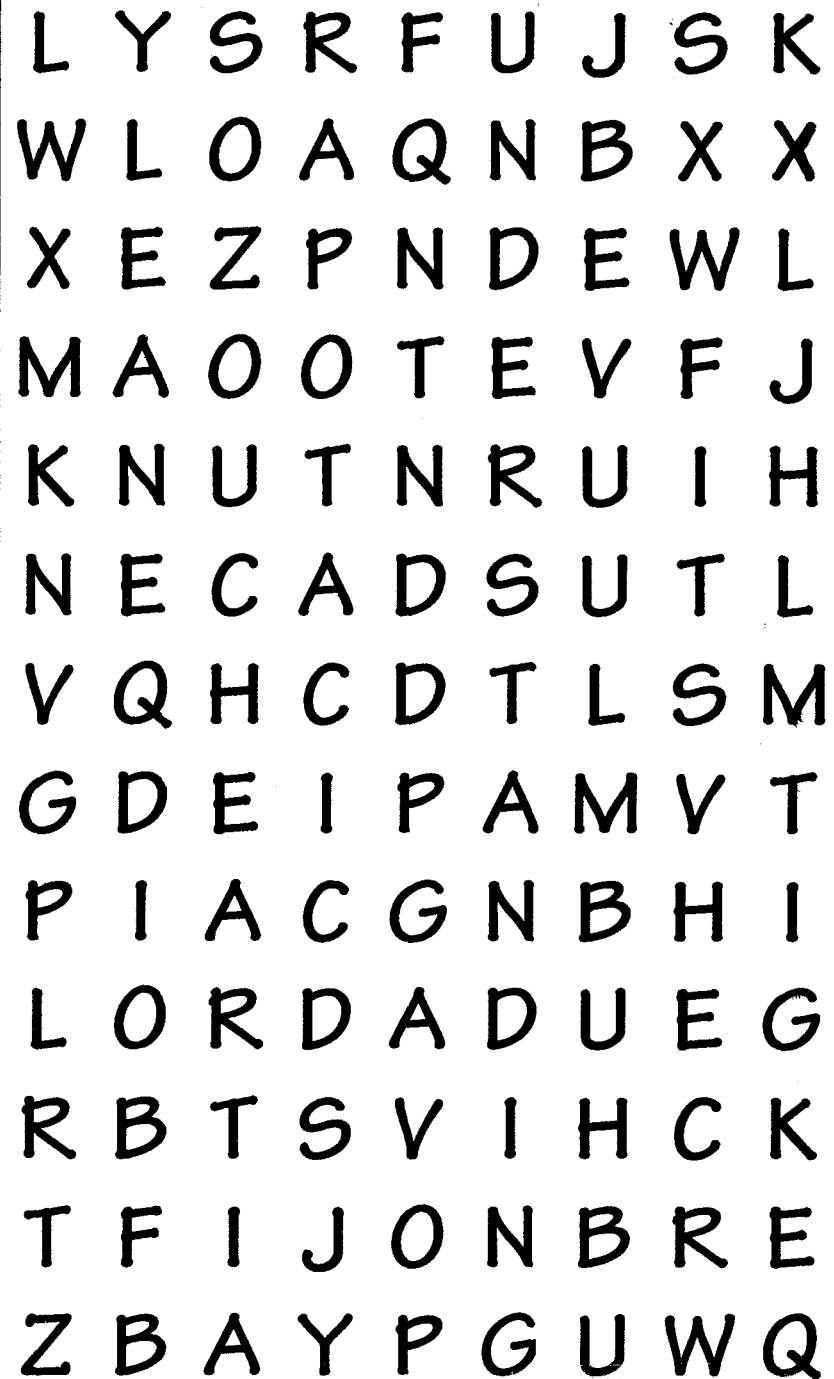 L Y S R F U J S K
W L O A Q N B X X
X E Z P N D E W L
M A O O T E V F J
K N U T N R U I H
N E C A D S U T L
V Q H C D T L S M
G D E I P A M V T
P I A C G N B H I
L O R D A D U E G
R B T S V I H C K
T F I J O N B R E
Z B A Y P G U W Q